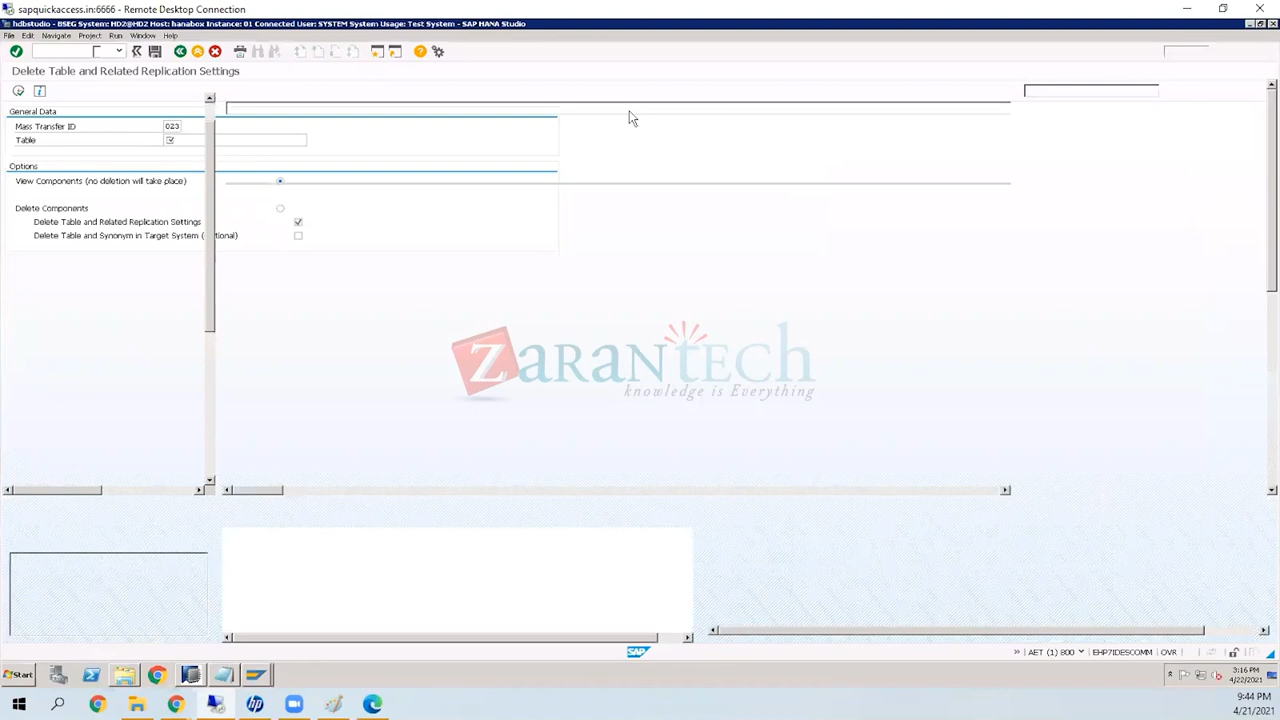 sapquickaccess.in:6666 - Remote Desktop Connection
hdbstudio - BSEG System: HD2@HD2 Host: hanabox Instance: 01 Connected User: SYSTEM System Usage: Test System - SAP HANA Studio
File Edit Navigate Project Run Window Help
Delete Table and Related Replication Settings
General Data
Mass Transfer ID 023
Table
Options
View Components (no deletion will take place)
Delete Components
Delete Table and Related Replication Settings
Delete Table and Synonym in Target System ( tional)
ZARANtech
knowledge is Everything
SAP
» AET (1) 800 EHP7IDESCOMM OVR
Start
3:16 PM
4/22/2021
9:44 PM
4/21/2021